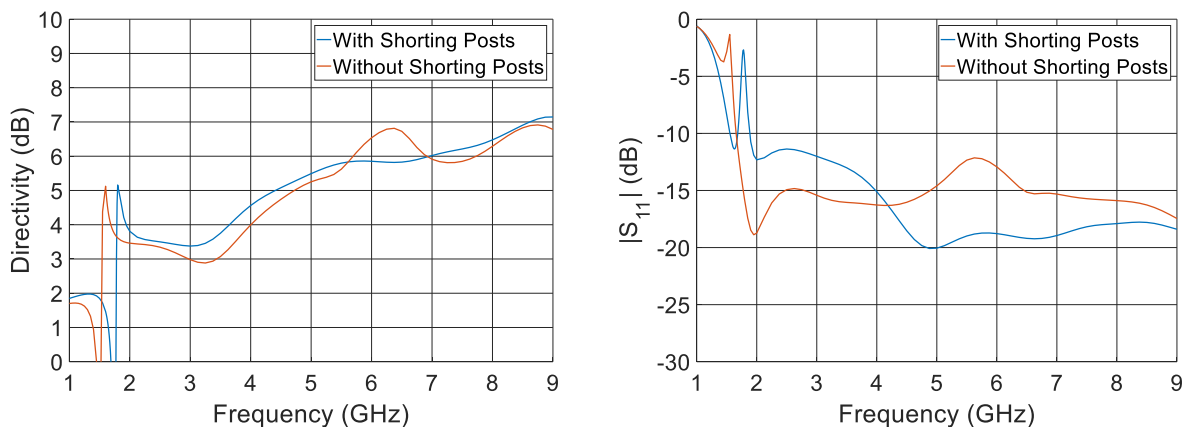 10
9
8
7
6
5
4
3
2
1
0
Directivity (dB)
With Shorting Posts
Without Shorting Posts
1 2 3 4 5 6 7 8 9
Frequency (GHz)
0
-5
-10
-15
-20
-25
-30
|S11| (dB)
With Shorting Posts
Without Shorting Posts
1 2 3 4 5 6 7 8 9
Frequency (GHz)